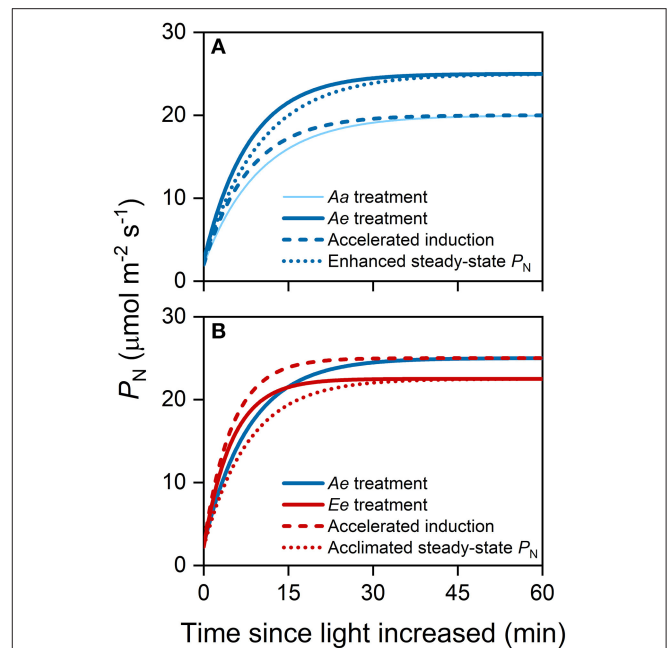 A
30
20
10
0
Aa treatment
Ae treatment
Accelerated induction
Enhanced steady-state P_N
B
30
20
10
0
Ae treatment
Ee treatment
Accelerated induction
Acclimated steady-state P_N
P_N (μmol m⁻² s⁻¹)
0 15 30 45 60
Time since light increased (min)